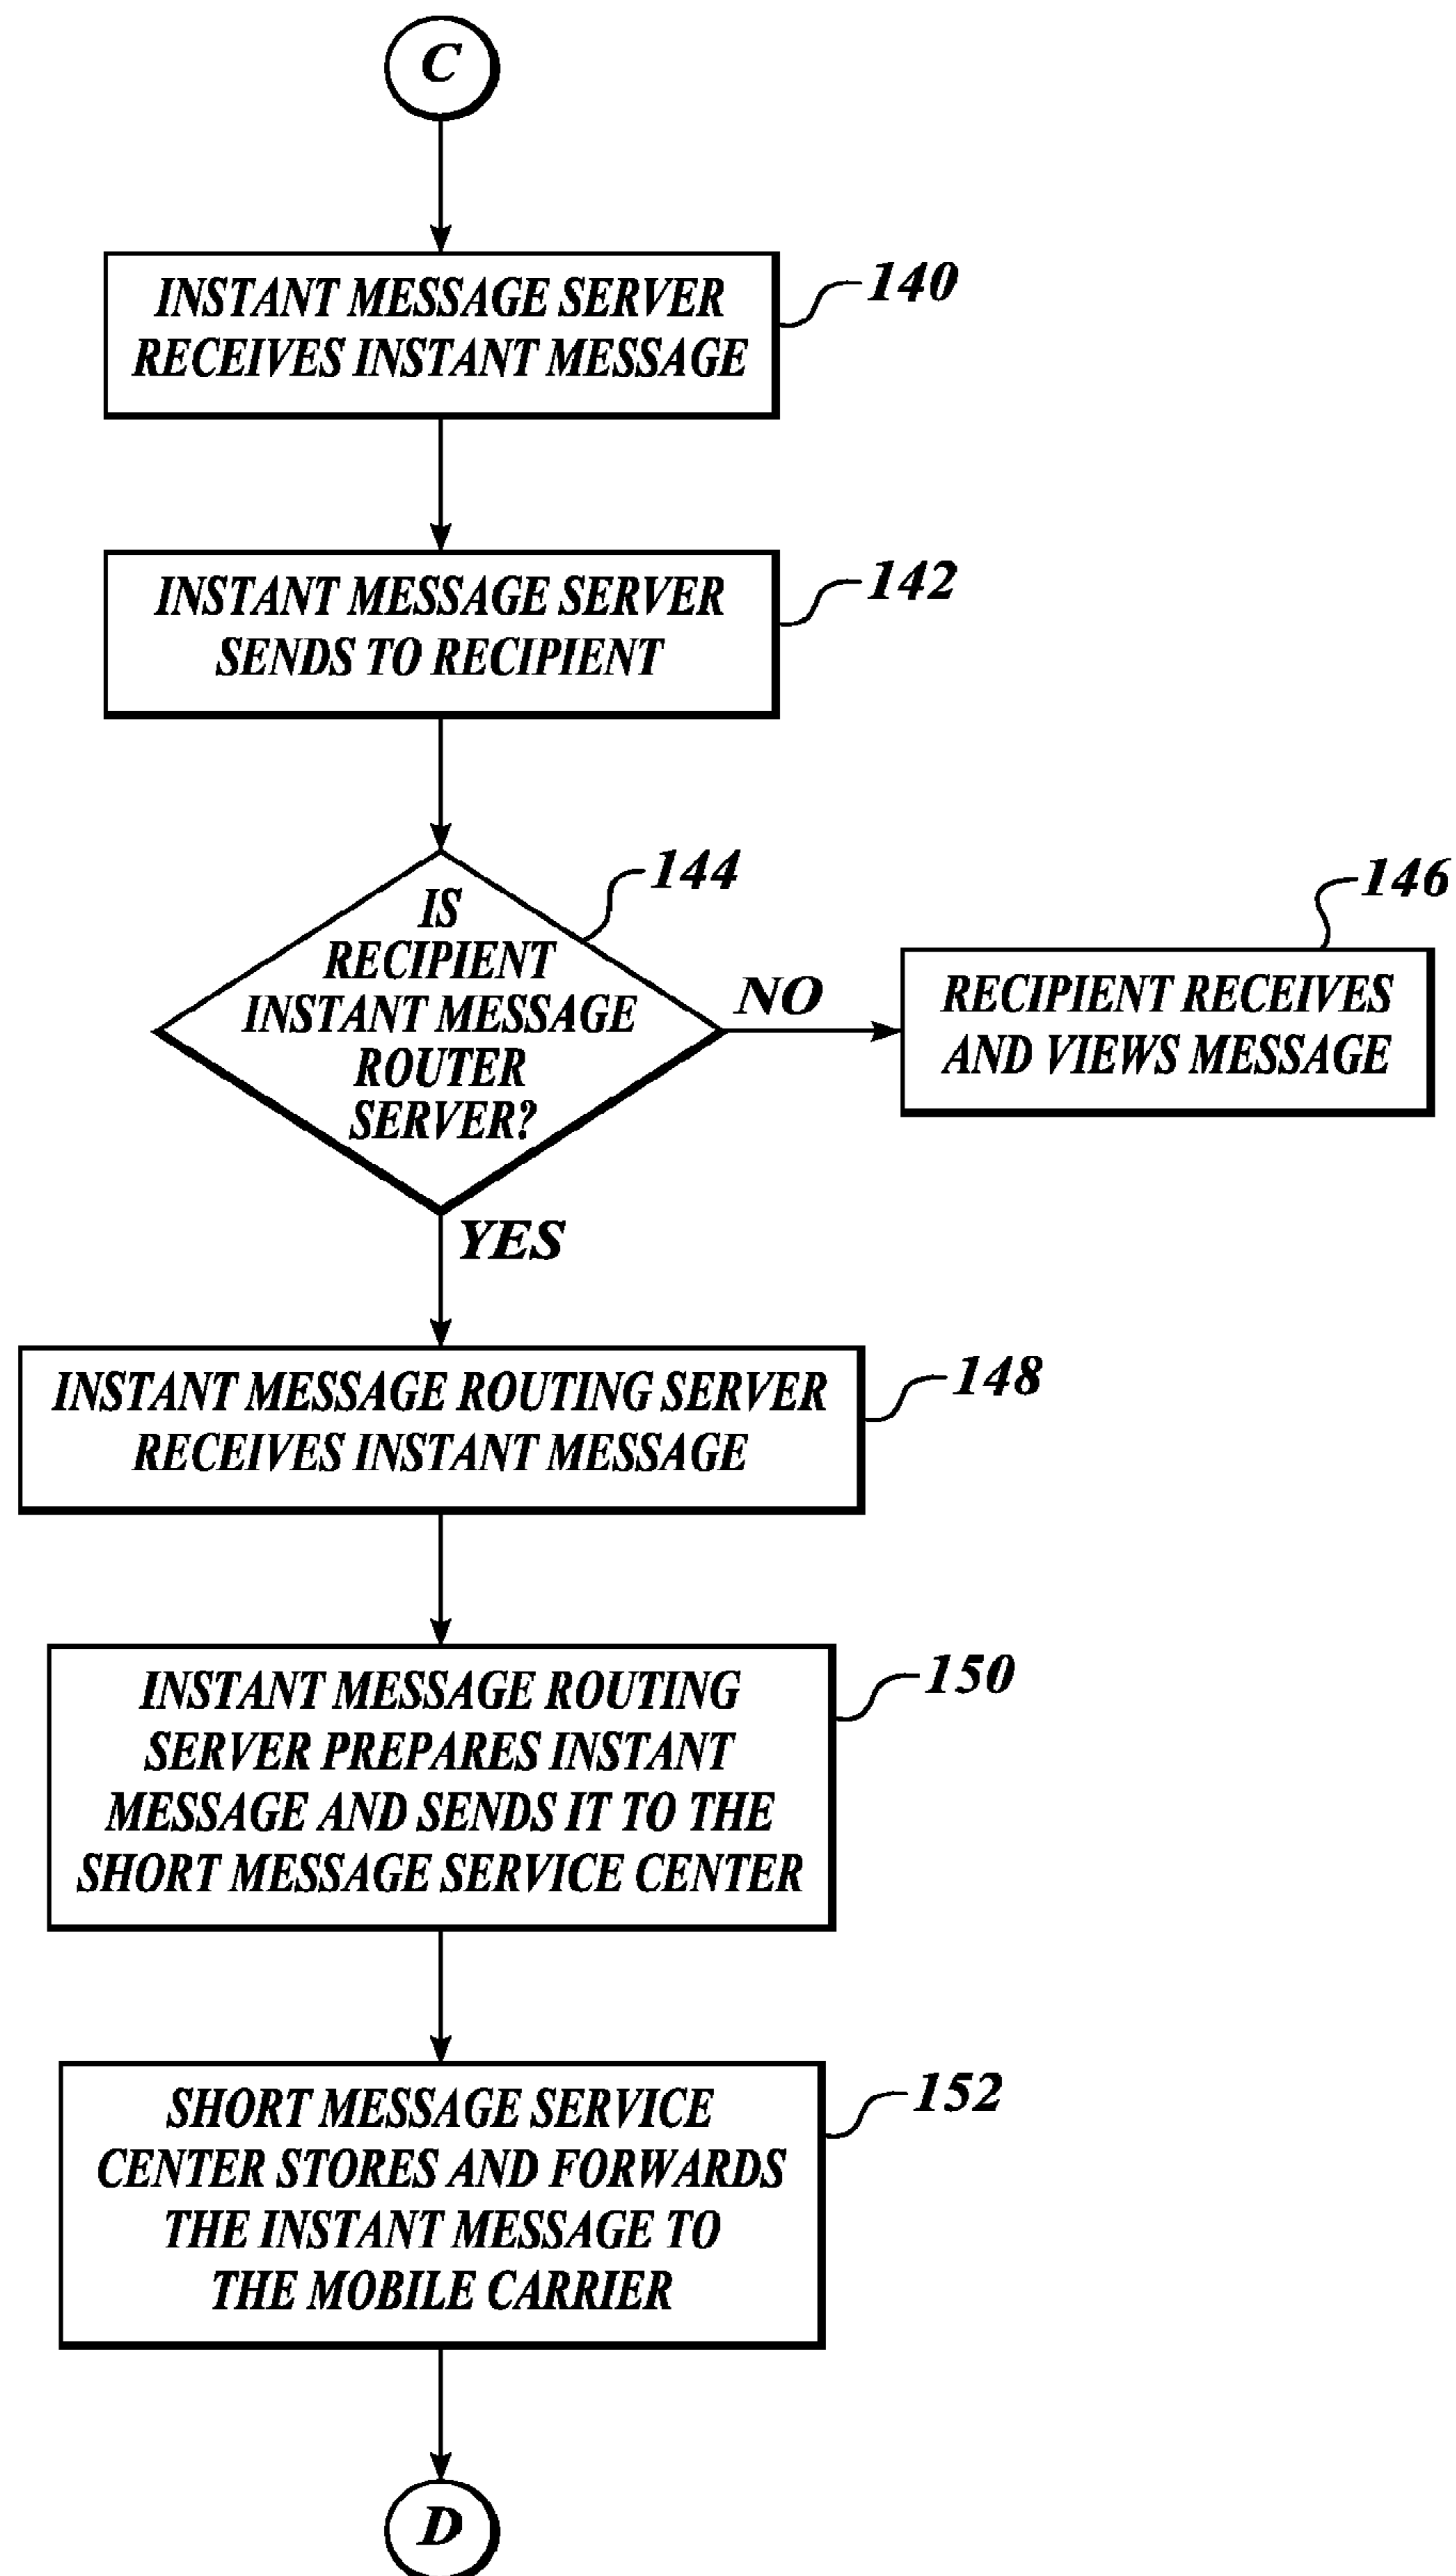 C
INSTANT MESSAGE SERVER
RECEIVES INSTANT MESSAGE
140
INSTANT MESSAGE SERVER
SENDS TO RECIPIENT
142
IS
RECIPIENT
INSTANT MESSAGE
ROUTER
SERVER?
144
NO
RECIPIENT RECEIVES
AND VIEWS MESSAGE
146
YES
INSTANT MESSAGE ROUTING SERVER
RECEIVES INSTANT MESSAGE
148
INSTANT MESSAGE ROUTING
SERVER PREPARES INSTANT
MESSAGE AND SENDS IT TO THE
SHORT MESSAGE SERVICE CENTER
150
SHORT MESSAGE SERVICE
CENTER STORES AND FORWARDS
THE INSTANT MESSAGE TO
THE MOBILE CARRIER
152
D